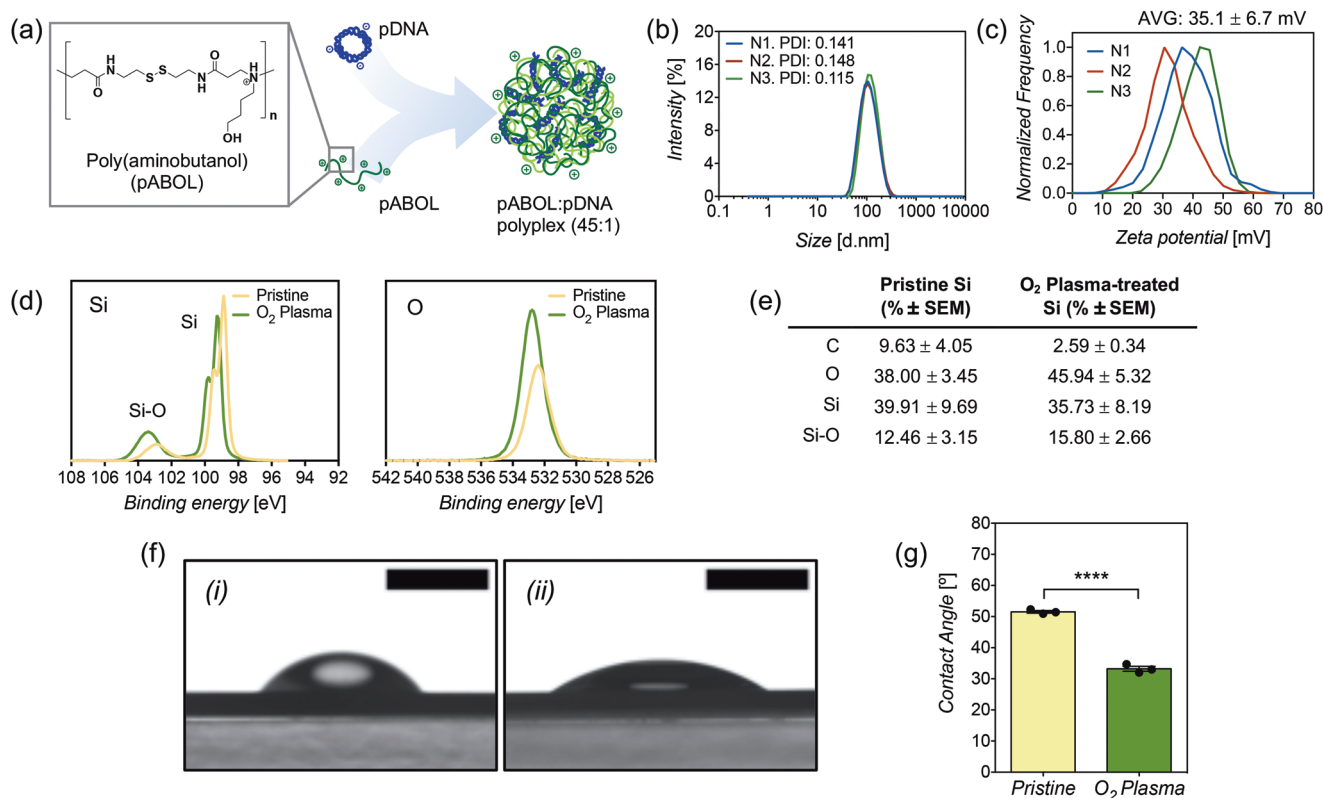 (a)
pDNA
N
H
S
S
H
N
O
O
NH
+
OH
n
Poly(aminobutanol)
(pABOL)
pABOL
pABOL:pDNA
polyplex (45:1)
(b)
N1. PDI: 0.141
N2. PDI: 0.148
N3. PDI: 0.115
Intensity [%]
20
16
12
8
4
0
0.1 1 10 100 1000 10000
Size [d.nm]
(c)
AVG: 35.1 ± 6.7 mV
N1
N2
N3
Normalized Frequency
1.0
0.8
0.6
0.4
0.2
0.0
0 10 20 30 40 50 60 70 80
Zeta potential [mV]
(d)
Si
Pristine
O₂ Plasma
Si
Si-O
108 106 104 102 100 98 96 94 92
Binding energy [eV]
O
Pristine
O₂ Plasma
542 540 538 536 534 532 530 528 526
Binding energy [eV]
(e)
Pristine Si O₂ Plasma-treated
(% ± SEM) Si (% ± SEM)
C 9.63 ± 4.05 2.59 ± 0.34
O 38.00 ± 3.45 45.94 ± 5.32
Si 39.91 ± 9.69 35.73 ± 8.19
Si-O 12.46 ± 3.15 15.80 ± 2.66
(f)
(i)
(ii)
(g)
Contact Angle [º]
80
70
60
50
40
30
20
10
0
****
Pristine O₂ Plasma